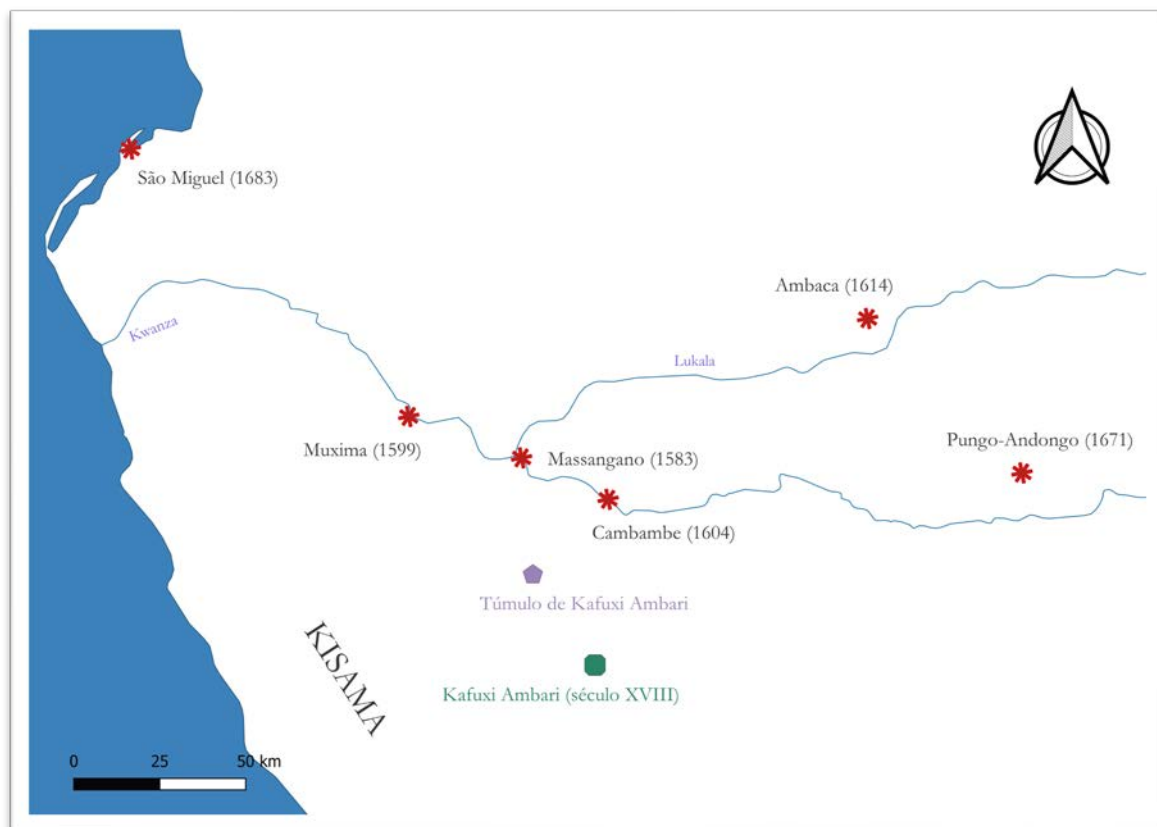 São Miguel (1683)
Ambaca (1614)
Kwanza
Lukala
Muxima (1599)
Massangano (1583)
Pungo-Andongo (1671)
Cambambe (1604)
Túmulo de Kafuxi Ambari
KISAMA
Kafuxi Ambari (século XVIII)
0 25 50 km